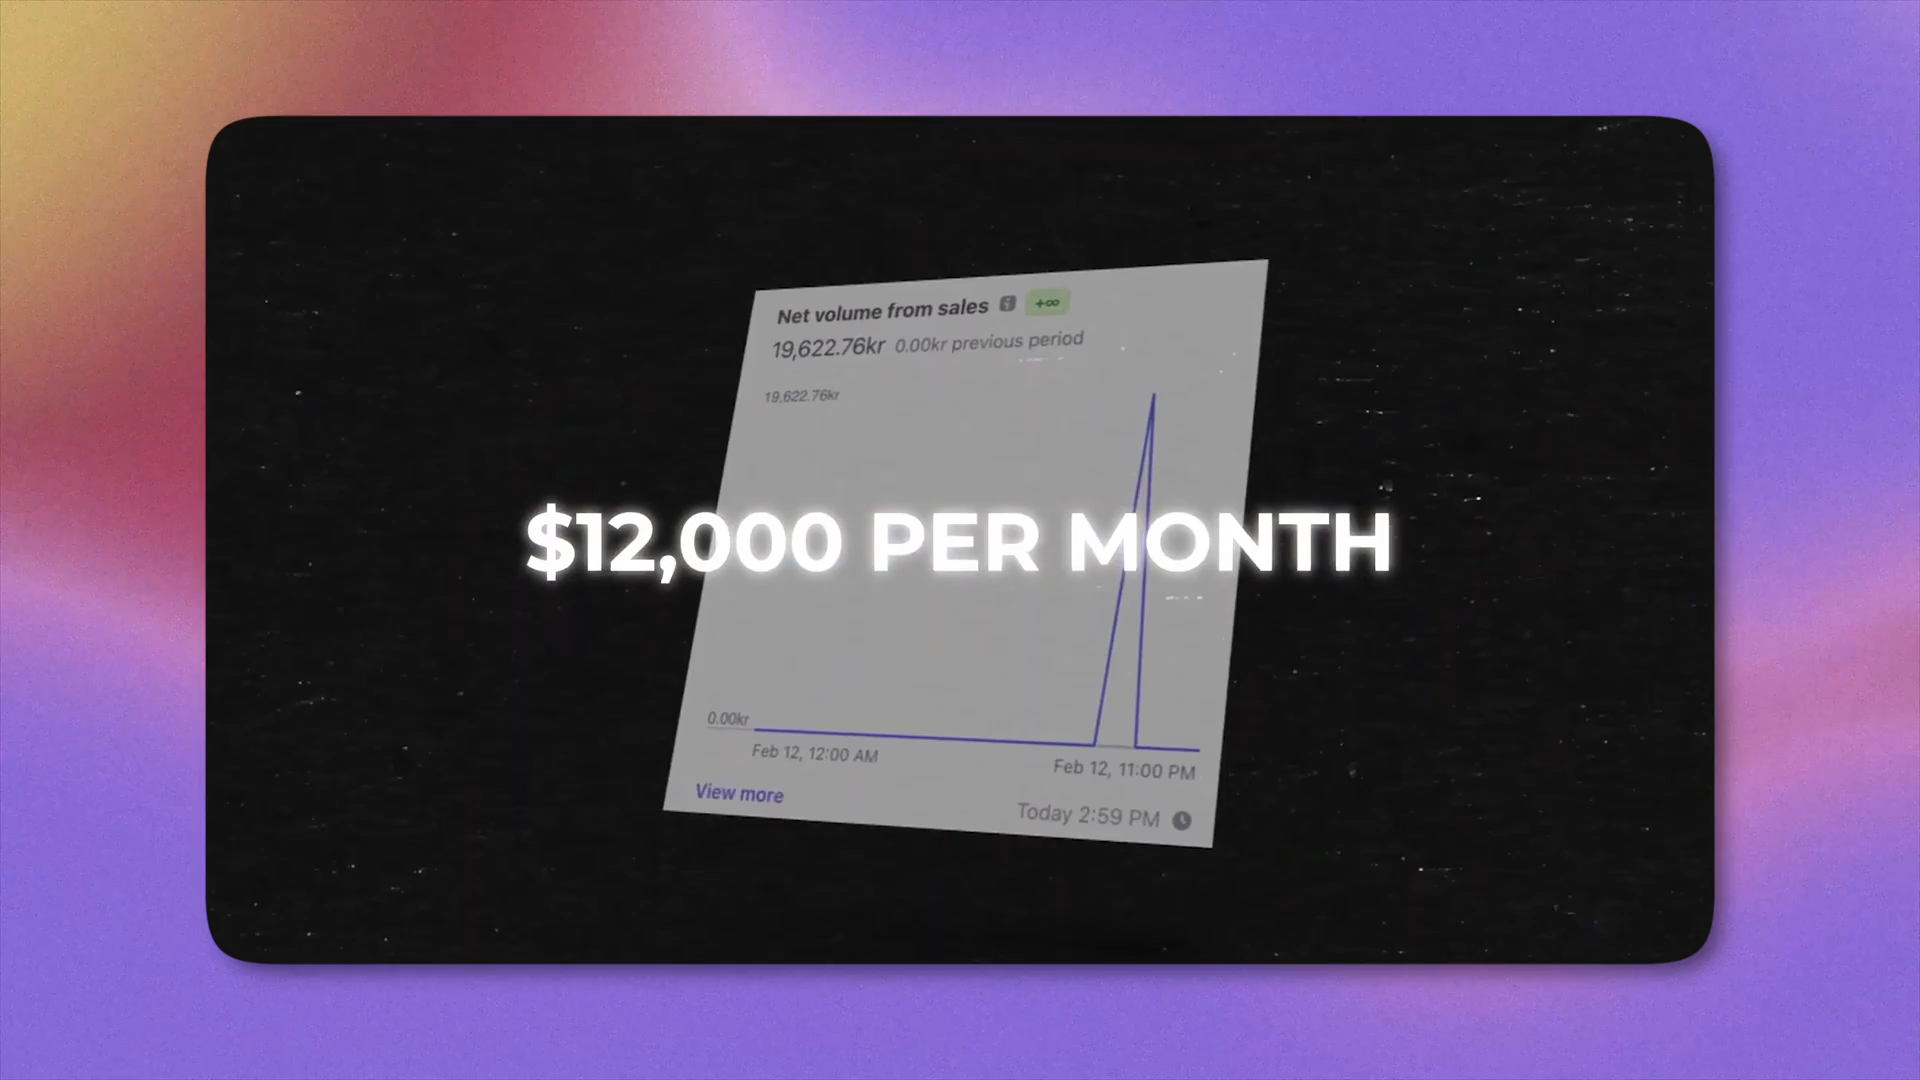 Net volume from sales +∞
19,622.76kr 0.00kr previous period
19,622.76kr
$12,000 PER MONTH
0.00kr
Feb 12, 12:00 AM Feb 12, 11:00 PM
View more
Today 2:59 PM